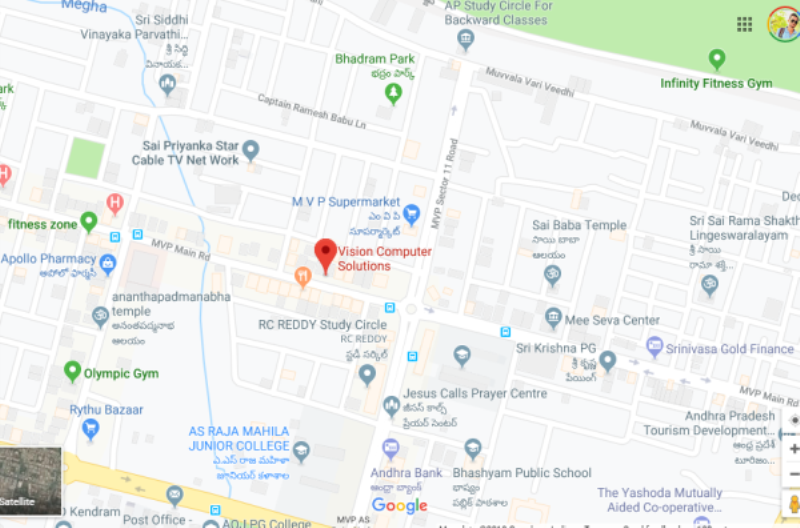 Megha
Sri Siddhi
Vinayaka Parvathi...
శ్రీ సిద్ధి
వినాయక...
AP Study Circle For
Backward Classes
Bhadram Park
భద్రం పార్క్
Infinity Fitness Gym
Muvvala Vari Veedhi
Muvvala Vari Veedhi
ark
Captain Ramesh Babu Ln
Sai Priyanka Star
Cable TV Net Work
MVP Sector 11 Road
H
H
M V P Supermarket
ఎం వి పి
సూపర్మార్కెట్
fitness zone
MVP Main Rd
Vision Computer
Solutions
Sai Baba Temple
సాయి బాబా
ఆలయం
Sri Sai Rama Shakth
Lingeswaralayam
శ్రీ సాయి
రామా శక్తి...
Apollo Pharmacy
అపోలో ఫార్మసీ
ananthapadmanabha
temple
అనంతపద్మనాభ
ఆలయం
RC REDDY Study Circle
RC REDDY
స్టడీ సర్కిల్
Mee Seva Center
Sri Krishna PG
శ్రీ కృష్ణ
పేయింగ్
Srinivasa Gold Finance
MVP Main Rd
Olympic Gym
Rythu Bazaar
Jesus Calls Prayer Centre
జీసస్ కాల్స్
ప్రేయర్ సెంటర్
Andhra Pradesh
Tourism Development...
ఆంధ్ర ప్రదేశ్
టూరిజం...
AS RAJA MAHILA
JUNIOR COLLEGE
ఎ.ఎస్ రాజ మహిళా
జూనియర్ కళాశాల
Andhra Bank
ఆంధ్రా బ్యాంక్
Bhashyam Public School
భాష్యం
పబ్లిక్ పాఠశాల
The Yashoda Mutually
Aided Co-operative...
Satellite
Google
O Kendram
Post Office -
AQJ PG College
MVP AS